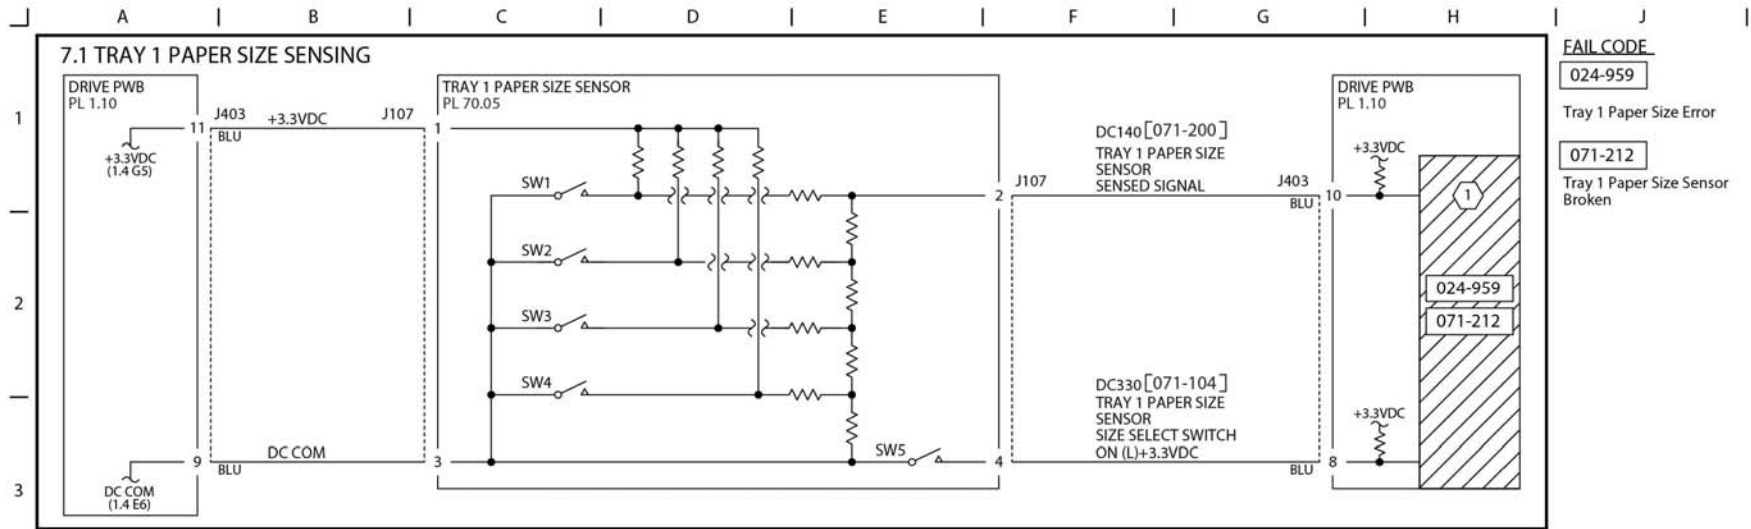 A B C D E F G H J
7.1 TRAY 1 PAPER SIZE SENSING
FAIL CODE
024-959
Tray 1 Paper Size Error
071-212
Tray 1 Paper Size Sensor
Broken
1
2
3
DRIVE PWB
PL 1.10
11
+3.3VDC
(1.4 G5)
9
DC COM
(1.4 E6)
J403
+3.3VDC
J107
BLU
DC COM
BLU
TRAY 1 PAPER SIZE SENSOR
PL 70.05
1
SW1
2
SW2
SW3
SW4
3
SW5
4
J107
DC140 [071-200]
TRAY 1 PAPER SIZE
SENSOR
SENSED SIGNAL
J403
BLU
DC330 [071-104]
TRAY 1 PAPER SIZE
SENSOR
SIZE SELECT SWITCH
ON (L)+3.3VDC
BLU
DRIVE PWB
PL 1.10
+3.3VDC
10
1
024-959
071-212
+3.3VDC
8